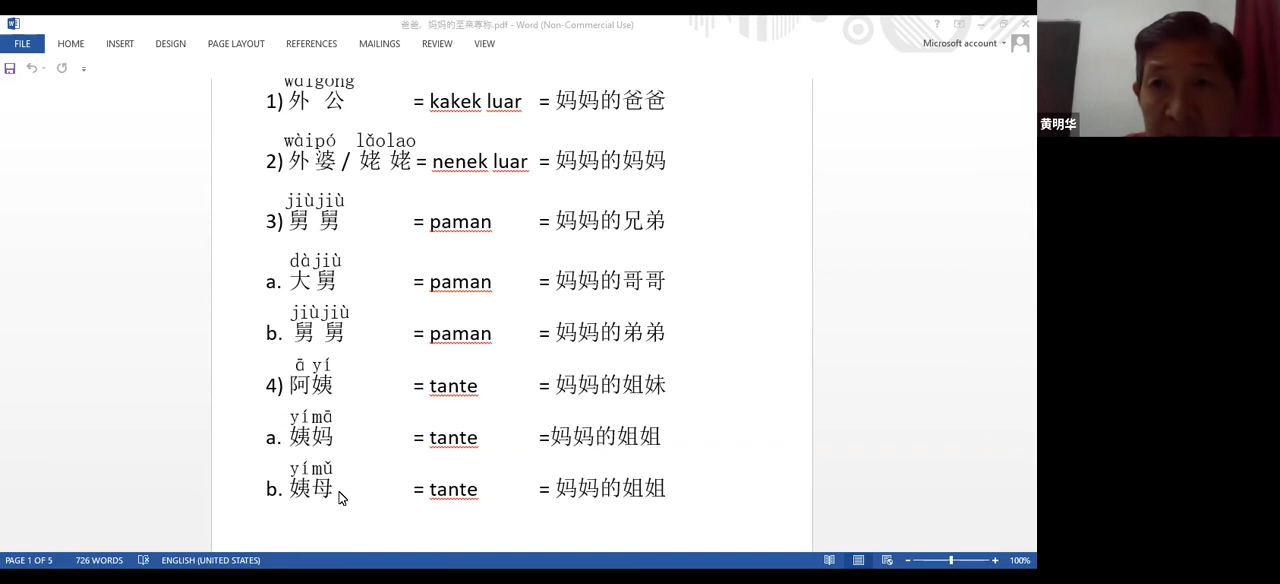 爸爸、妈妈的至亲尊称.pdf - Word (Non-Commercial Use)
FILE HOME INSERT DESIGN PAGE LAYOUT REFERENCES MAILINGS REVIEW VIEW Microsoft account
黄明华
wàigōng
1) 外 公 = kakek luar = 妈妈的爸爸
wàipó lǎolao
2) 外 婆 / 姥 姥 = nenek luar = 妈妈的妈妈
jiùjiù
3) 舅 舅 = paman = 妈妈的兄弟
dàjiù
a. 大 舅 = paman = 妈妈的哥哥
jiùjiù
b. 舅 舅 = paman = 妈妈的弟弟
ā yí
4) 阿姨 = tante = 妈妈的姐妹
yímā
a. 姨妈 = tante =妈妈的姐姐
yímǔ
b. 姨母 = tante = 妈妈的姐姐
PAGE 1 OF 5 726 WORDS ENGLISH (UNITED STATES) 100%